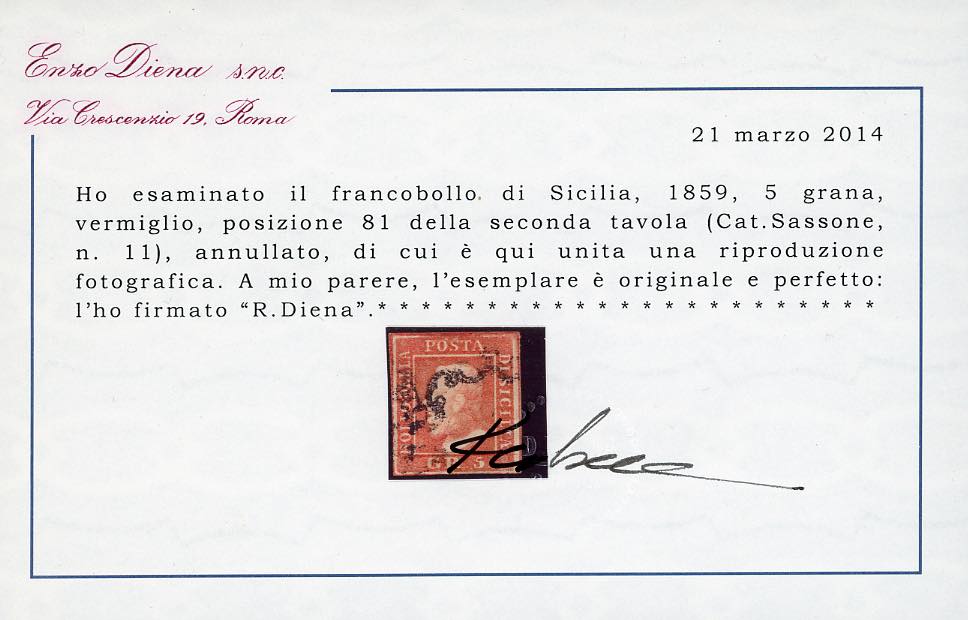 Enzo Diena s.n.c.
Via Crescenzio 19, Roma
21 marzo 2014
Ho esaminato il francobollo di Sicilia, 1859, 5 grana,
vermiglio, posizione 81 della seconda tavola (Cat.Sassone,
n. 11), annullato, di cui è qui unita una riproduzione
fotografica. A mio parere, l'esemplare è originale e perfetto:
l'ho firmato “R.Diena”.* * * * * * * * * * * * * * * * * * * * * * * *
POSTA
DI SICILIA
GR. 5